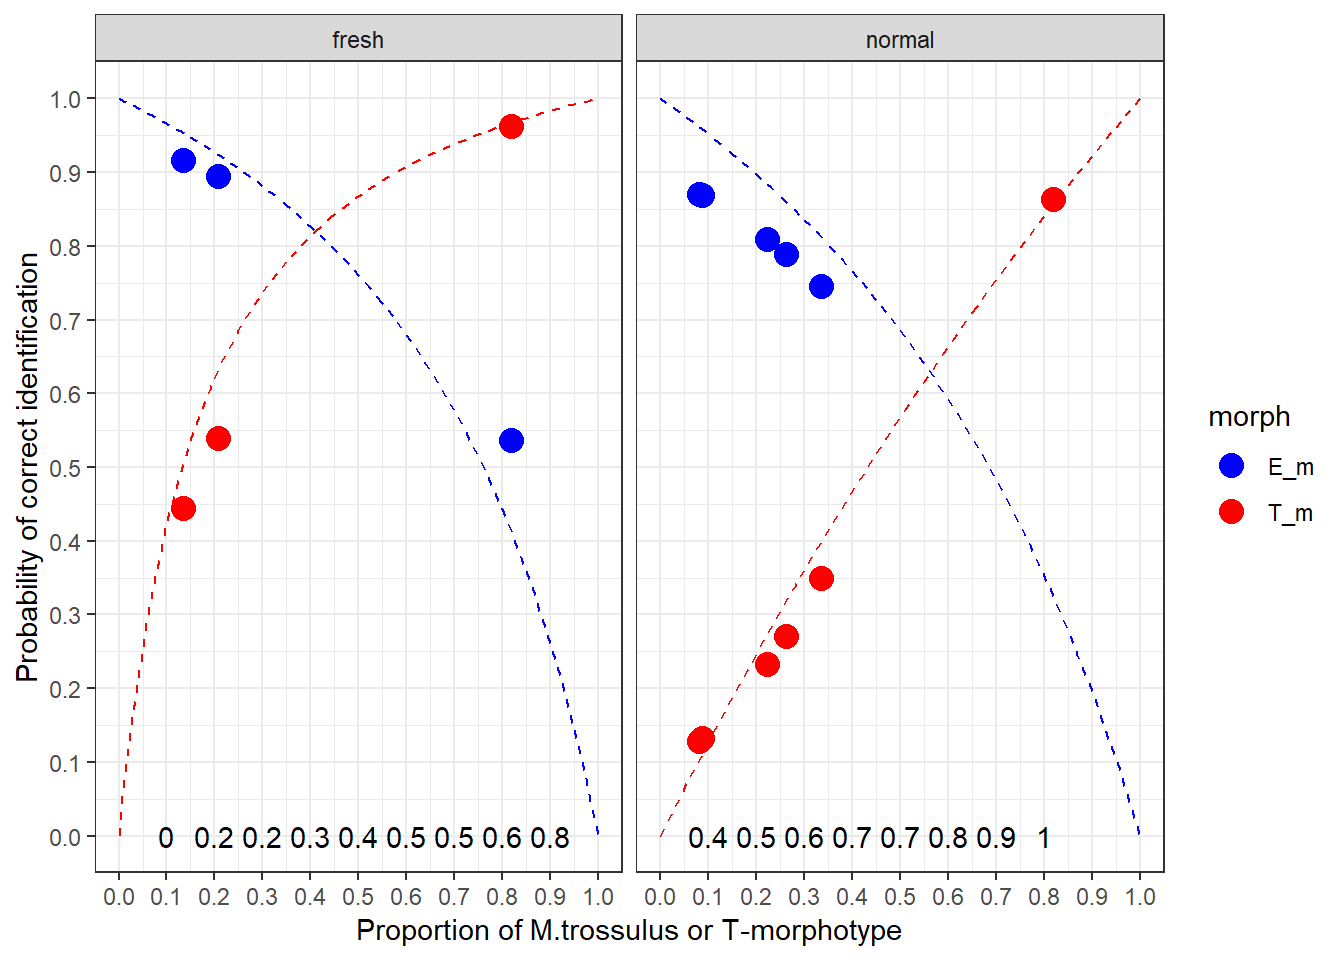 fresh
normal
1.0
0.9
0.8
0.7
0.6
0.5
0.4
0.3
0.2
0.1
0.0
Probability of correct identification
0 0.2 0.2 0.3 0.4 0.5 0.5 0.6 0.8
0.4 0.5 0.6 0.7 0.7 0.8 0.9 1
0.0 0.1 0.2 0.3 0.4 0.5 0.6 0.7 0.8 0.9 1.0
0.0 0.1 0.2 0.3 0.4 0.5 0.6 0.7 0.8 0.9 1.0
Proportion of M.trossulus or T-morphotype
morph
E_m
T_m